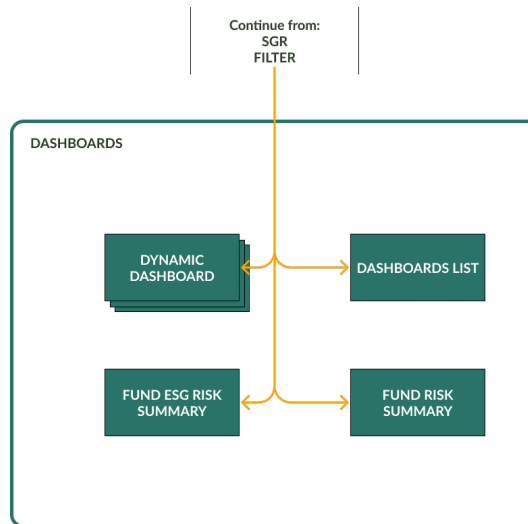 Continue from:
SGR
FILTER
DASHBOARDS
DYNAMIC
DASHBOARD
DASHBOARDS LIST
FUND ESG RISK
SUMMARY
FUND RISK
SUMMARY